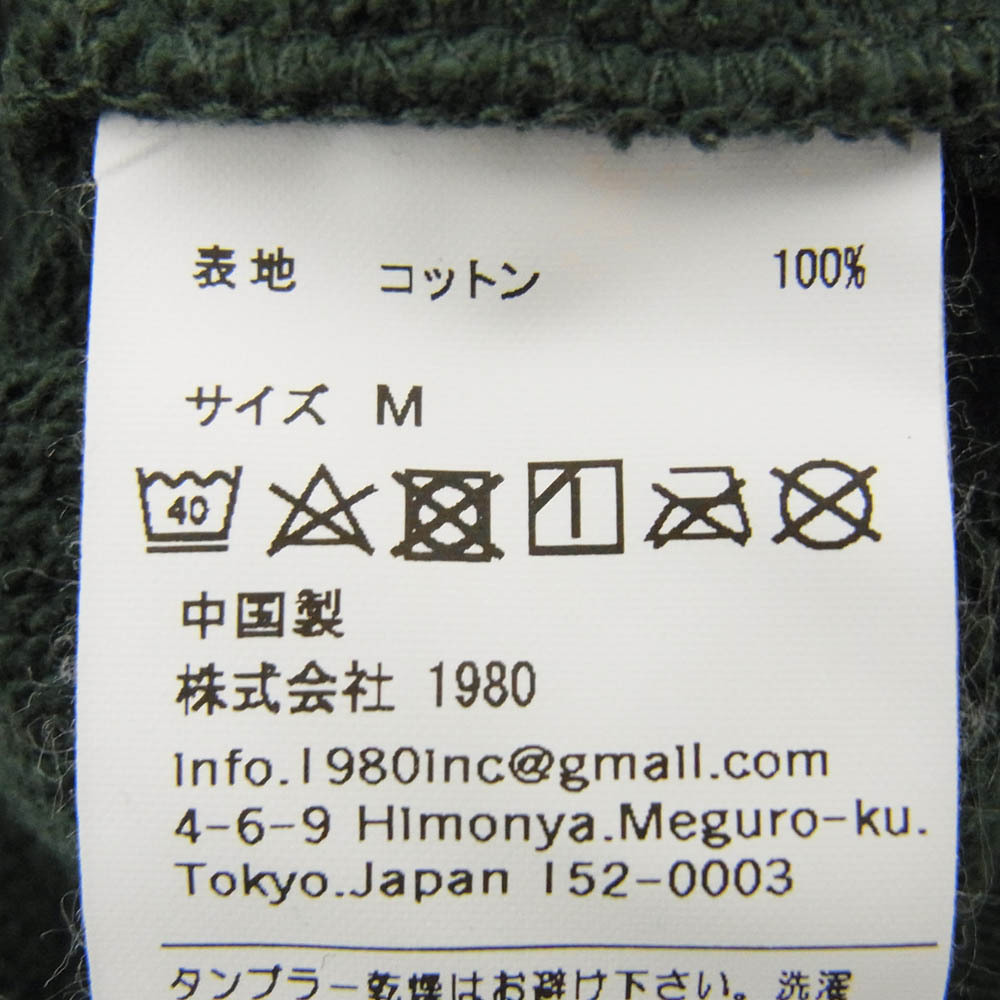 表地 コットン 100%
サイズ M
40
中国製
株式会社 1980
info.1980inc@gmail.com
4-6-9 Himonya.Meguro-ku.
Tokyo.Japan 152-0003
タンブラー乾燥はお避け下さい。洗濯